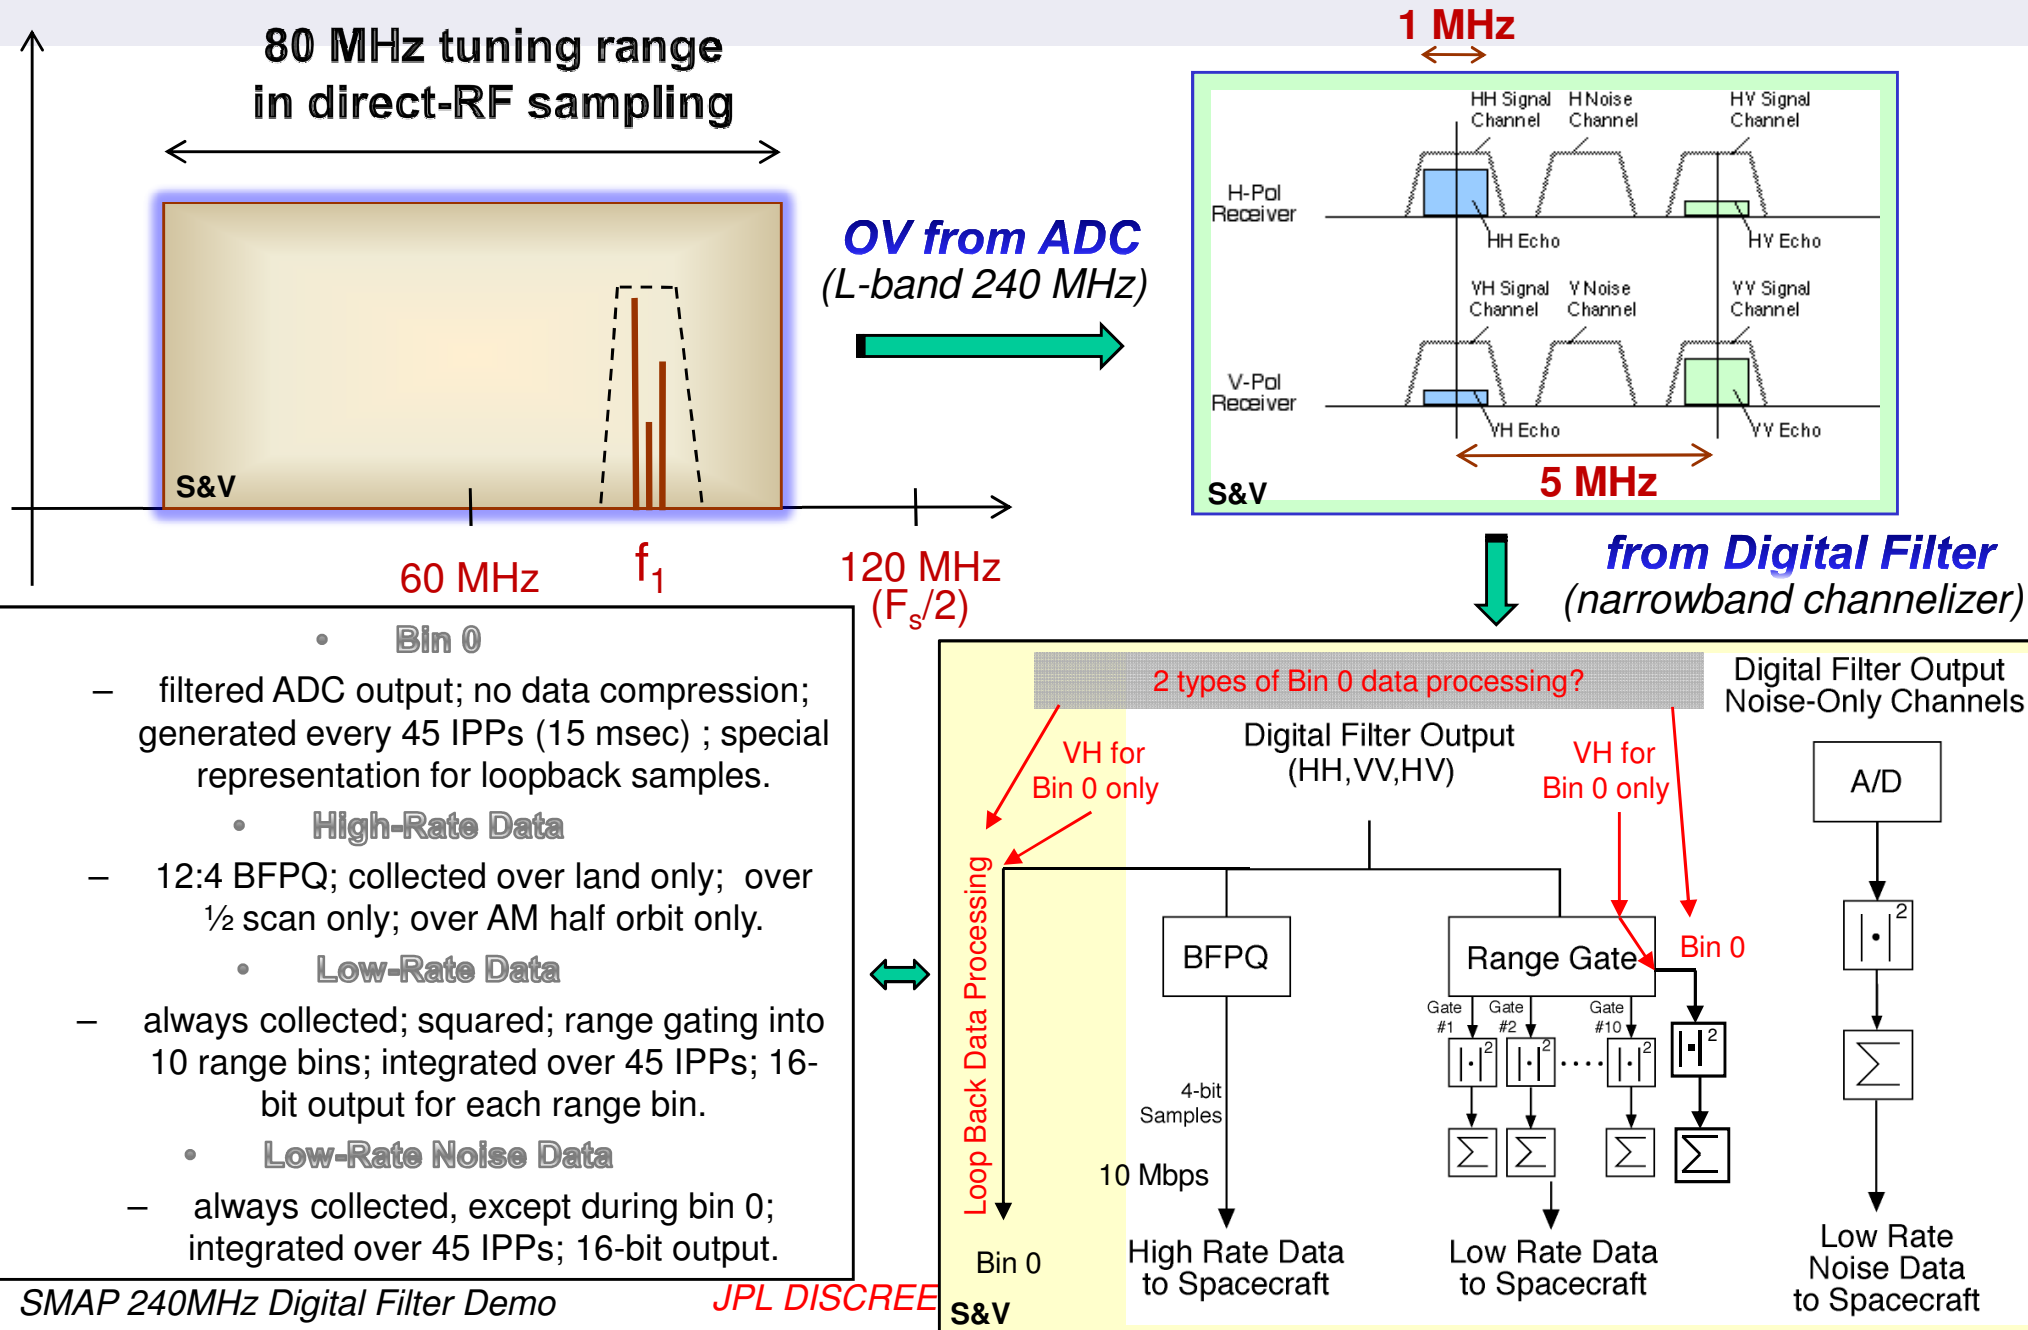 80 MHz tuning range
in direct-RF sampling
S&V
60 MHz
f1
120 MHz
(Fs/2)
OV from ADC
(L-band 240 MHz)
1 MHz
HH Signal
Channel
H Noise
Channel
HV Signal
Channel
H-Pol
Receiver
HH Echo
HV Echo
VH Signal
Channel
V Noise
Channel
VV Signal
Channel
V-Pol
Receiver
VH Echo
VV Echo
5 MHz
S&V
from Digital Filter
(narrowband channelizer)
• Bin 0
– filtered ADC output; no data compression;
generated every 45 IPPs (15 msec) ; special
representation for loopback samples.
• High-Rate Data
– 12:4 BFPQ; collected over land only; over
½ scan only; over AM half orbit only.
• Low-Rate Data
– always collected; squared; range gating into
10 range bins; integrated over 45 IPPs; 16-
bit output for each range bin.
• Low-Rate Noise Data
– always collected, except during bin 0;
integrated over 45 IPPs; 16-bit output.
SMAP 240MHz Digital Filter Demo
JPL DISCREE
2 types of Bin 0 data processing?
Digital Filter Output
Noise-Only Channels
Digital Filter Output
(HH,VV,HV)
VH for
Bin 0 only
VH for
Bin 0 only
Loop Back Data Processing
BFPQ
Range Gate
Bin 0
A/D
Gate
#1
Gate
#2
Gate
#10
|•|2
|•|2
....
|•|2
|•|2
|•|2
Σ
Σ
Σ
Σ
Σ
4-bit
Samples
10 Mbps
Bin 0
High Rate Data
to Spacecraft
Low Rate Data
to Spacecraft
Low Rate
Noise Data
to Spacecraft
S&V